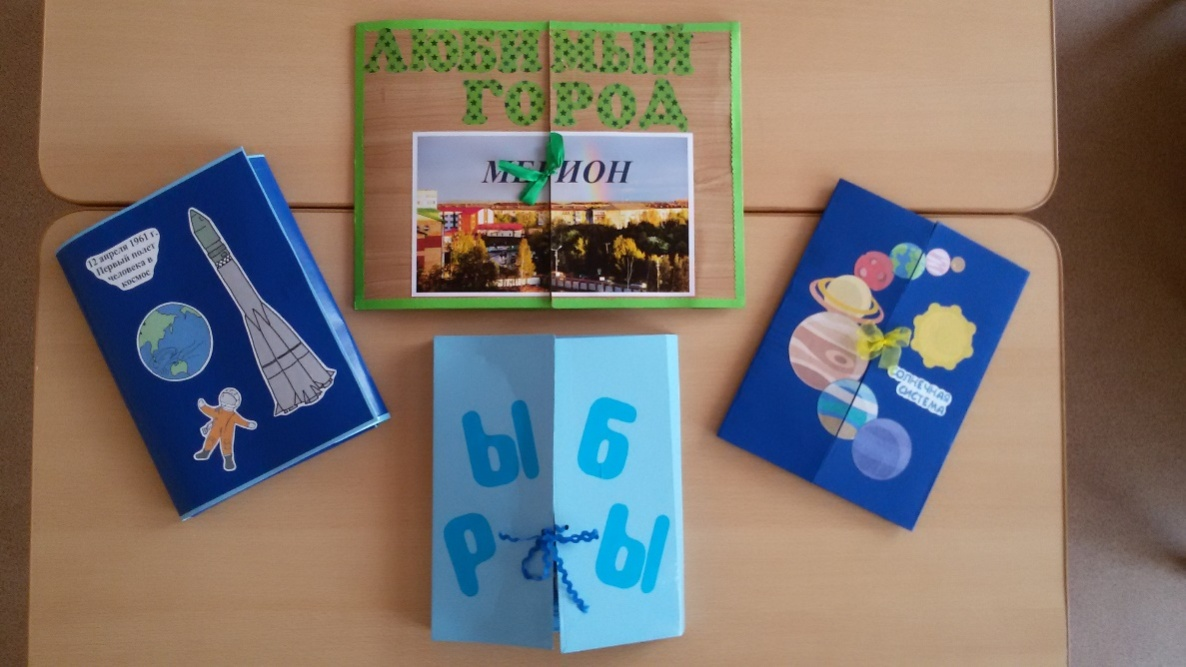 ЛЮБИМЫЙ
ГОРОД
МЕГИОН
12 апреля 1961 г.
Первый полет
человека в
космос
СОЛНЕЧНАЯ
СИСТЕМА
Ы Б
Р Ы